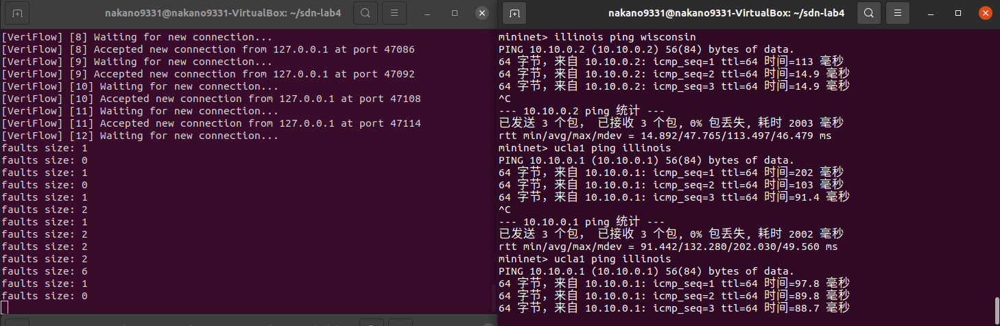 nakano9331@nakano9331-VirtualBox: ~/sdn-lab4
[VeriFlow] [8] Waiting for new connection...
[VeriFlow] [8] Accepted new connection from 127.0.0.1 at port 47086
[VeriFlow] [9] Waiting for new connection...
[VeriFlow] [9] Accepted new connection from 127.0.0.1 at port 47092
[VeriFlow] [10] Waiting for new connection...
[VeriFlow] [10] Accepted new connection from 127.0.0.1 at port 47108
[VeriFlow] [11] Waiting for new connection...
[VeriFlow] [11] Accepted new connection from 127.0.0.1 at port 47114
[VeriFlow] [12] Waiting for new connection...
faults size: 1
faults size: 0
faults size: 1
faults size: 0
faults size: 1
faults size: 2
faults size: 1
faults size: 2
faults size: 2
faults size: 2
faults size: 6
faults size: 1
faults size: 0
nakano9331@nakano9331-VirtualBox: ~/sdn-lab4
mininet> illinois ping wisconsin
PING 10.10.0.2 (10.10.0.2) 56(84) bytes of data.
64 字节，来自 10.10.0.2: icmp_seq=1 ttl=64 时间=113 毫秒
64 字节，来自 10.10.0.2: icmp_seq=2 ttl=64 时间=14.9 毫秒
64 字节，来自 10.10.0.2: icmp_seq=3 ttl=64 时间=14.9 毫秒
^C
--- 10.10.0.2 ping 统计 ---
已发送 3 个包， 已接收 3 个包, 0% 包丢失, 耗时 2003 毫秒
rtt min/avg/max/mdev = 14.892/47.765/113.497/46.479 ms
mininet> ucla1 ping illinois
PING 10.10.0.1 (10.10.0.1) 56(84) bytes of data.
64 字节，来自 10.10.0.1: icmp_seq=1 ttl=64 时间=202 毫秒
64 字节，来自 10.10.0.1: icmp_seq=2 ttl=64 时间=103 毫秒
64 字节，来自 10.10.0.1: icmp_seq=3 ttl=64 时间=91.4 毫秒
^C
--- 10.10.0.1 ping 统计 ---
已发送 3 个包， 已接收 3 个包, 0% 包丢失, 耗时 2002 毫秒
rtt min/avg/max/mdev = 91.442/132.280/202.030/49.560 ms
mininet> ucla1 ping illinois
PING 10.10.0.1 (10.10.0.1) 56(84) bytes of data.
64 字节，来自 10.10.0.1: icmp_seq=1 ttl=64 时间=97.8 毫秒
64 字节，来自 10.10.0.1: icmp_seq=2 ttl=64 时间=89.8 毫秒
64 字节，来自 10.10.0.1: icmp_seq=3 ttl=64 时间=88.7 毫秒